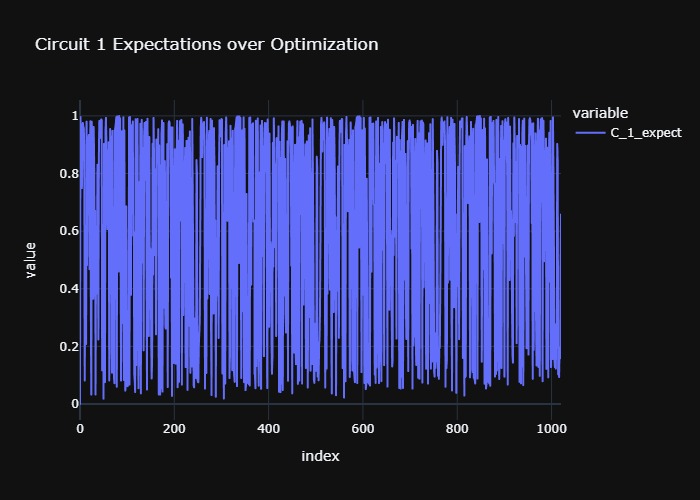 Circuit 1 Expectations over Optimization
variable
C_1_expect
1
0.8
0.6
0.4
0.2
0
value
0 200 400 600 800 1000
index